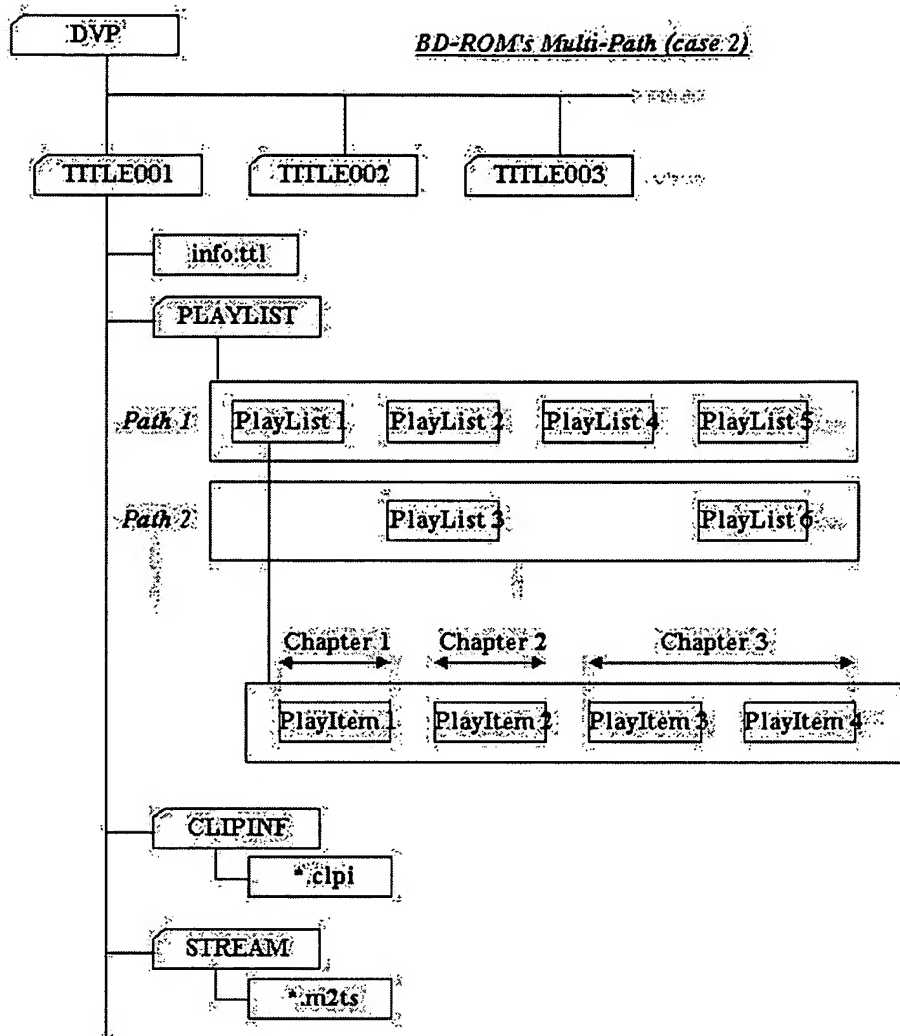 DVP
BD-ROM's Multi-Path (case 2)
TITLE001 TITLE002 TITLE003
info.ttl
PLAYLIST
Path 1 PlayList 1 PlayList 2 PlayList 4 PlayList 5
Path 2 PlayList 3 PlayList 6
Chapter 1 Chapter 2 Chapter 3
PlayItem 1 PlayItem 2 PlayItem 3 PlayItem 4
CLIPINF
*.clpi
STREAM
*.m2ts